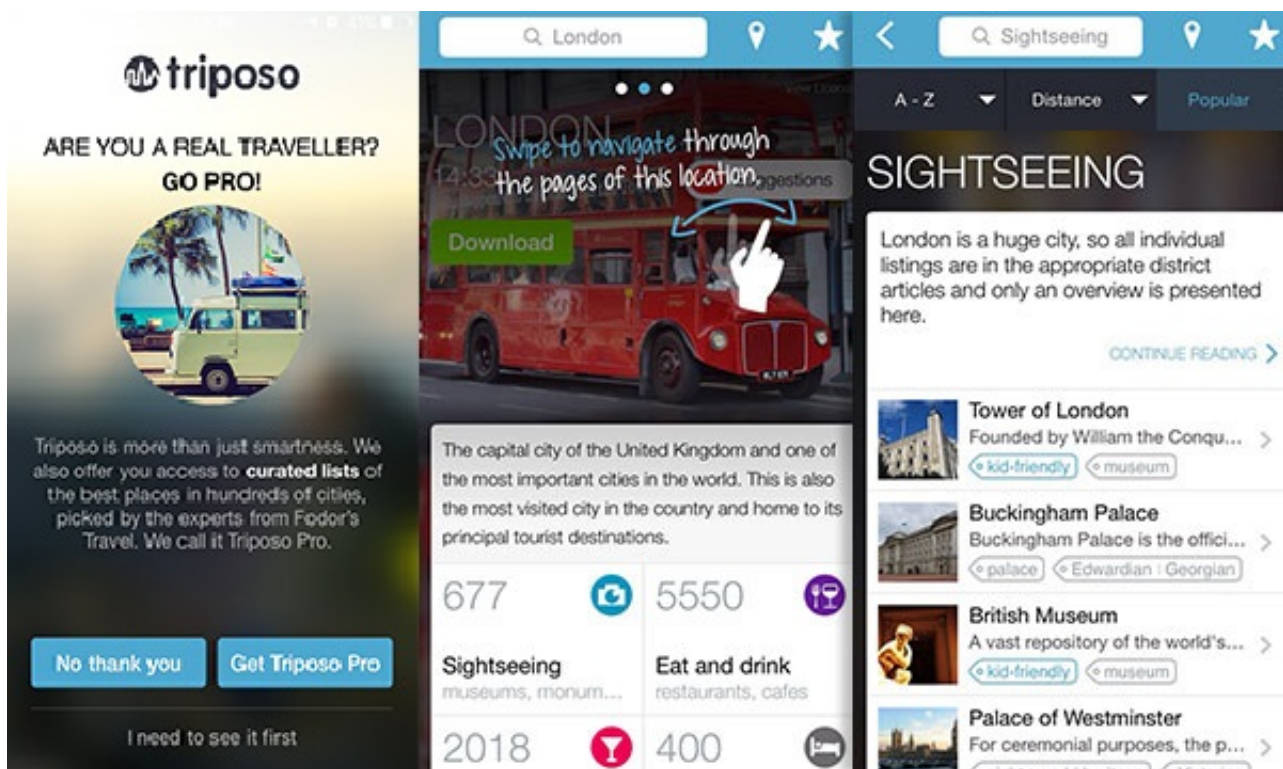 triposo
ARE YOU A REAL TRAVELLER?
GO PRO!
Triposo is more than just smartness. We
also offer you access to curated lists of
the best places in hundreds of cities,
picked by the experts from Fodor's
Travel. We call it Triposo Pro.
No thank you
Get Triposo Pro
I need to see it first
London
LONDON
14:33
Swipe to navigate through
the pages of this location.
Download
The capital city of the United Kingdom and one of
the most important cities in the world. This is also
the most visited city in the country and home to its
principal tourist destinations.
677
5550
Sightseeing
museums, monum...
Eat and drink
restaurants, cafes
2018
400
Sightseeing
A - Z
Distance
Popular
SIGHTSEEING
London is a huge city, so all individual
listings are in the appropriate district
articles and only an overview is presented
here.
CONTINUE READING
Tower of London
Founded by William the Conqu...
kid-friendly
museum
Buckingham Palace
Buckingham Palace is the offici...
palace
Edwardian | Georgian
British Museum
A vast repository of the world's...
kid-friendly
museum
Palace of Westminster
For ceremonial purposes, the p...